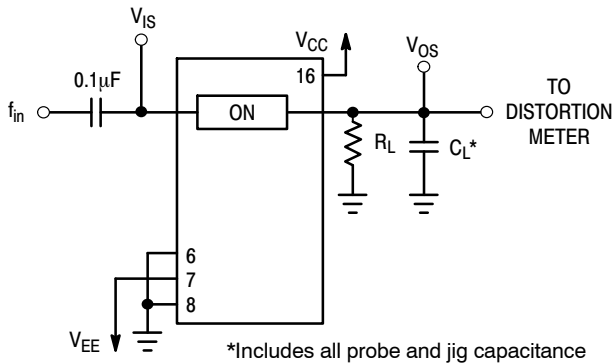 V_IS
V_CC
V_OS
0.1μF
16
f_in
ON
TO
DISTORTION
METER
R_L
C_L*
6
7
8
V_EE
*Includes all probe and jig capacitance